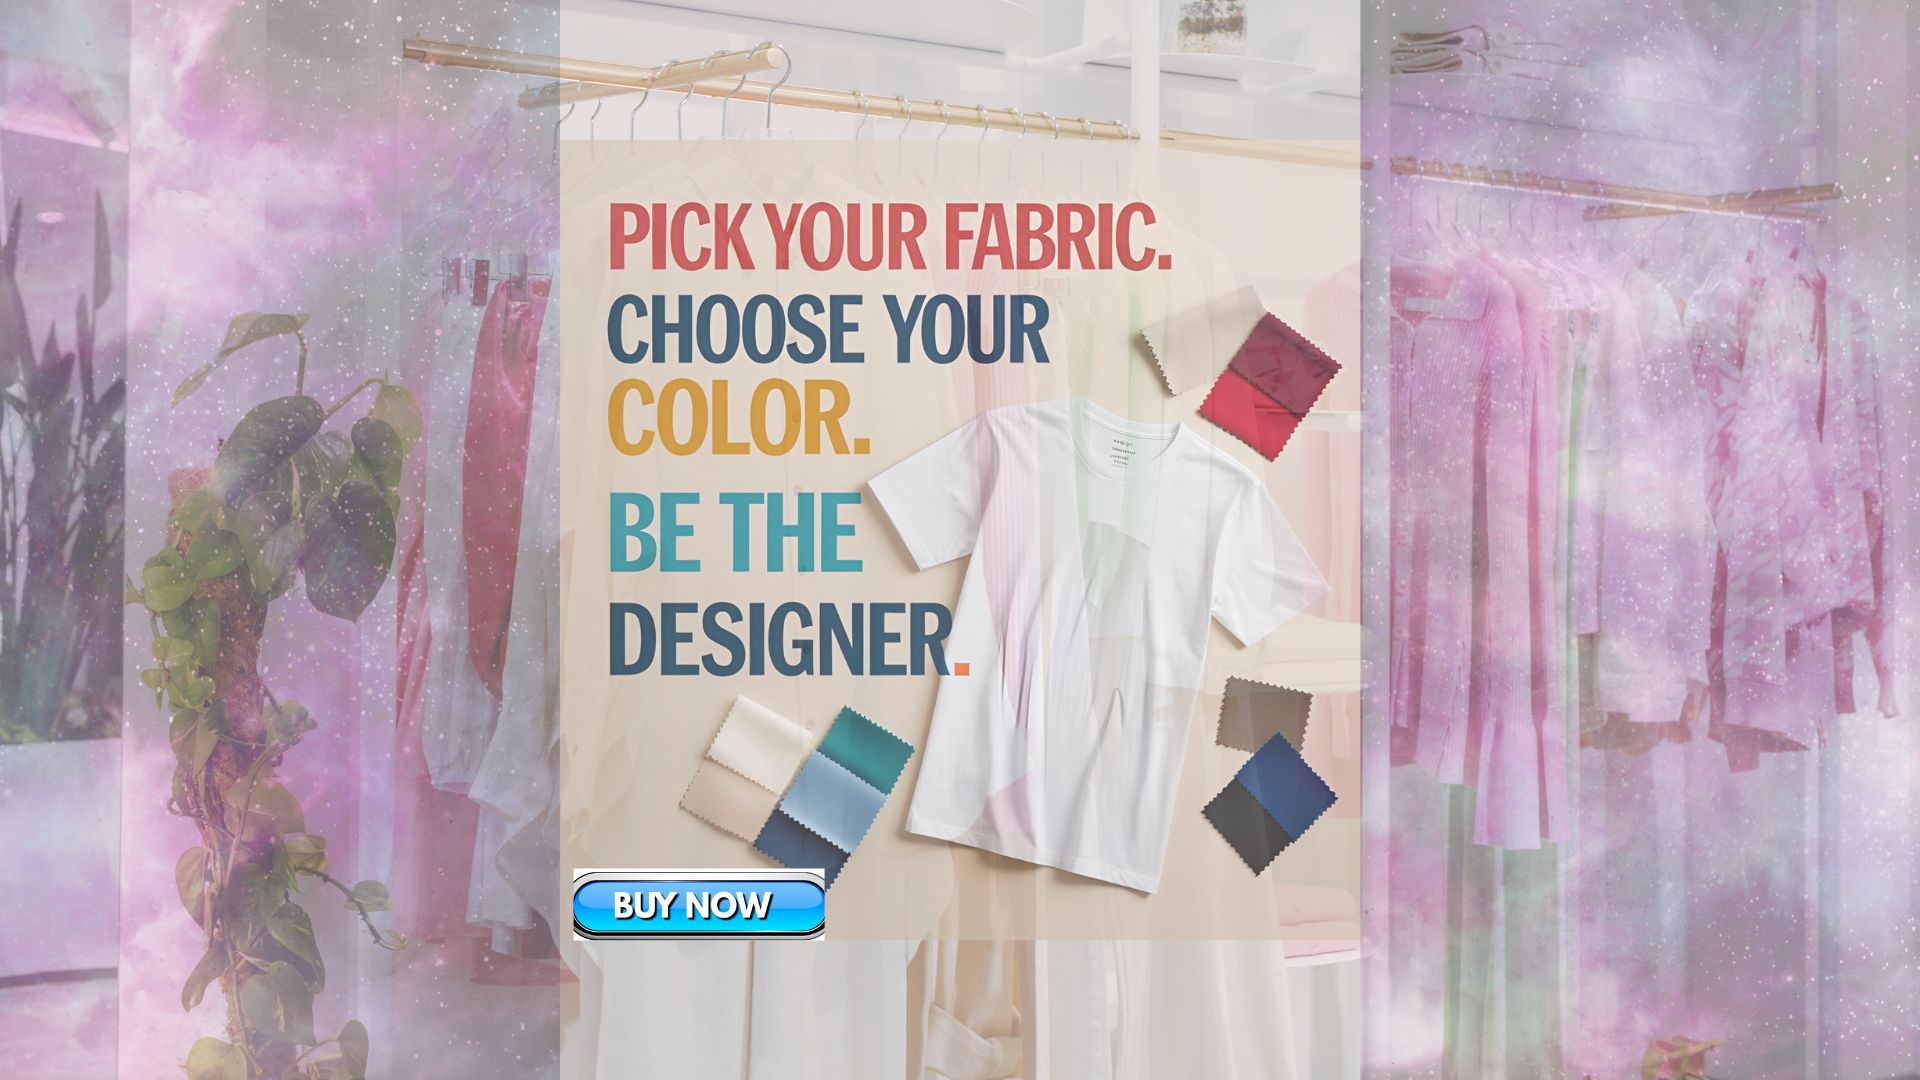 PICK YOUR FABRIC.
CHOOSE YOUR
COLOR.
BE THE
DESIGNER.
BUY NOW